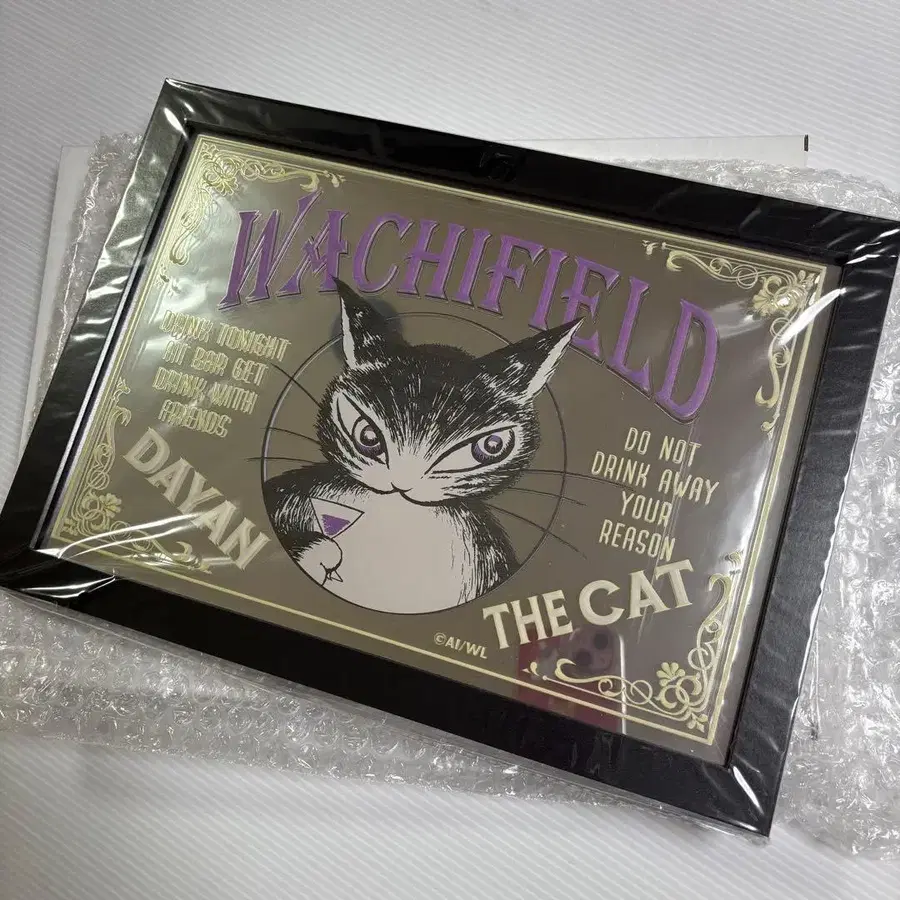 WACHIFIELD
DRINK TONIGHT
AT BAR GET
DRINK WITH
FRIENDS
DAYAN
DO NOT
DRINK AWAY
YOUR
REASON
THE CAT
©AI/WL